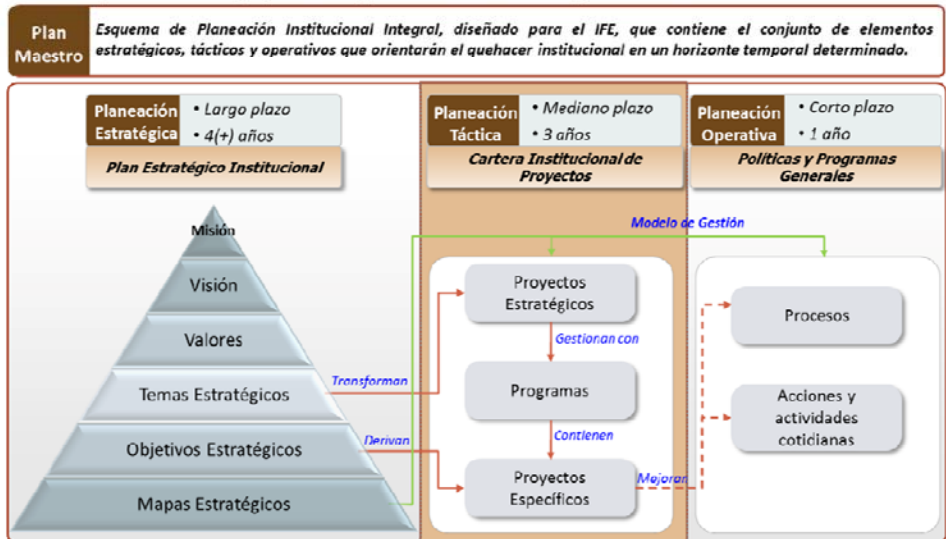 Plan
Maestro
Esquema de Planeación Institucional Integral, diseñado para el IFE, que contiene el conjunto de elementos
estratégicos, tácticos y operativos que orientarán el quehacer institucional en un horizonte temporal determinado.
Planeación
Estratégica
• Largo plazo
• 4(+) años
Plan Estratégico Institucional
Planeación
Táctica
• Mediano plazo
• 3 años
Cartera Institucional de
Proyectos
Planeación
Operativa
• Corto plazo
• 1 año
Políticas y Programas
Generales
Misión
Visión
Valores
Temas Estratégicos
Objetivos Estratégicos
Mapas Estratégicos
Transforman
Derivan
Modelo de Gestión
Proyectos
Estratégicos
Gestionan con
Programas
Contienen
Proyectos
Específicos
Mejoran
Procesos
Acciones y
actividades
cotidianas